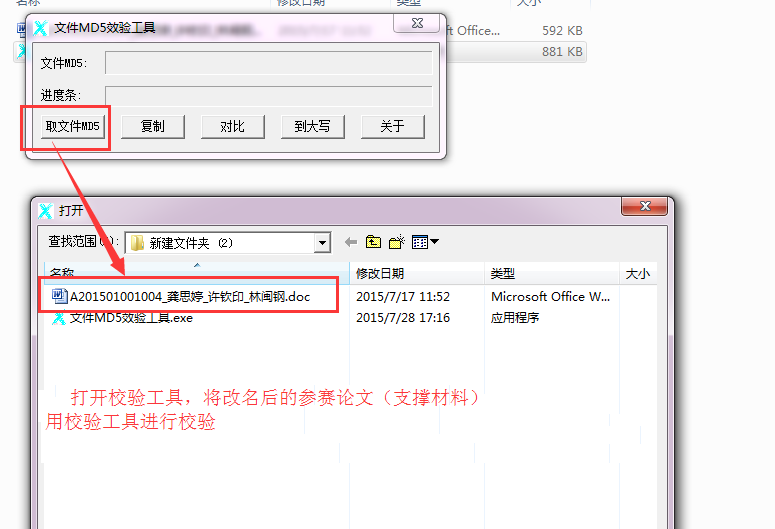 名称 修改日期 类型 大小
文件MD5效验工具
ft Office... 592 KB
881 KB
文件MD5:
进度条:
取文件MD5 复制 对比 到大写 关于
打开
查找范围(I): 新建文件夹 (2)
名称 修改日期 类型 大小
A201501001004_龚思婷_许钦印_林闽钢.doc 2015/7/17 11:52 Microsoft Office W...
文件MD5效验工具.exe 2015/7/28 17:16 应用程序
打开校验工具，将改名后的参赛论文（支撑材料）
用校验工具进行校验